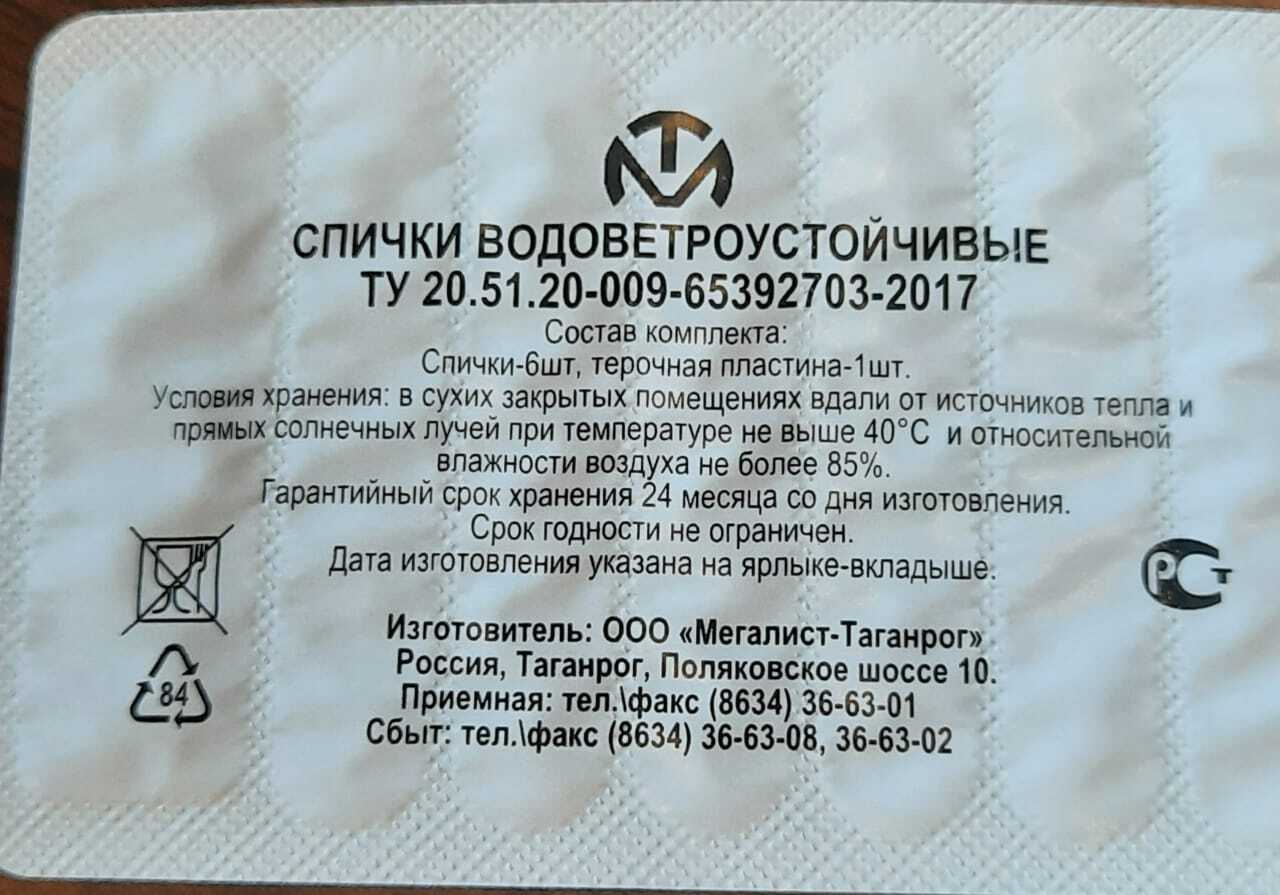 ТМ
СПИЧКИ ВОДОВЕТРОУСТОЙЧИВЫЕ
ТУ 20.51.20-009-65392703-2017
Состав комплекта:
Спички-6шт, терочная пластина-1шт.
Условия хранения: в сухих закрытых помещениях вдали от источников тепла и
прямых солнечных лучей при температуре не выше 40°С и относительной
влажности воздуха не более 85%.
Гарантийный срок хранения 24 месяца со дня изготовления.
Срок годности не ограничен.
Дата изготовления указана на ярлыке-вкладыше.
РСТ
Изготовитель: ООО «Мегалист-Таганрог»
Россия, Таганрог, Поляковское шоссе 10.
84
Приемная: тел.\факс (8634) 36-63-01
Сбыт: тел.\факс (8634) 36-63-08, 36-63-02